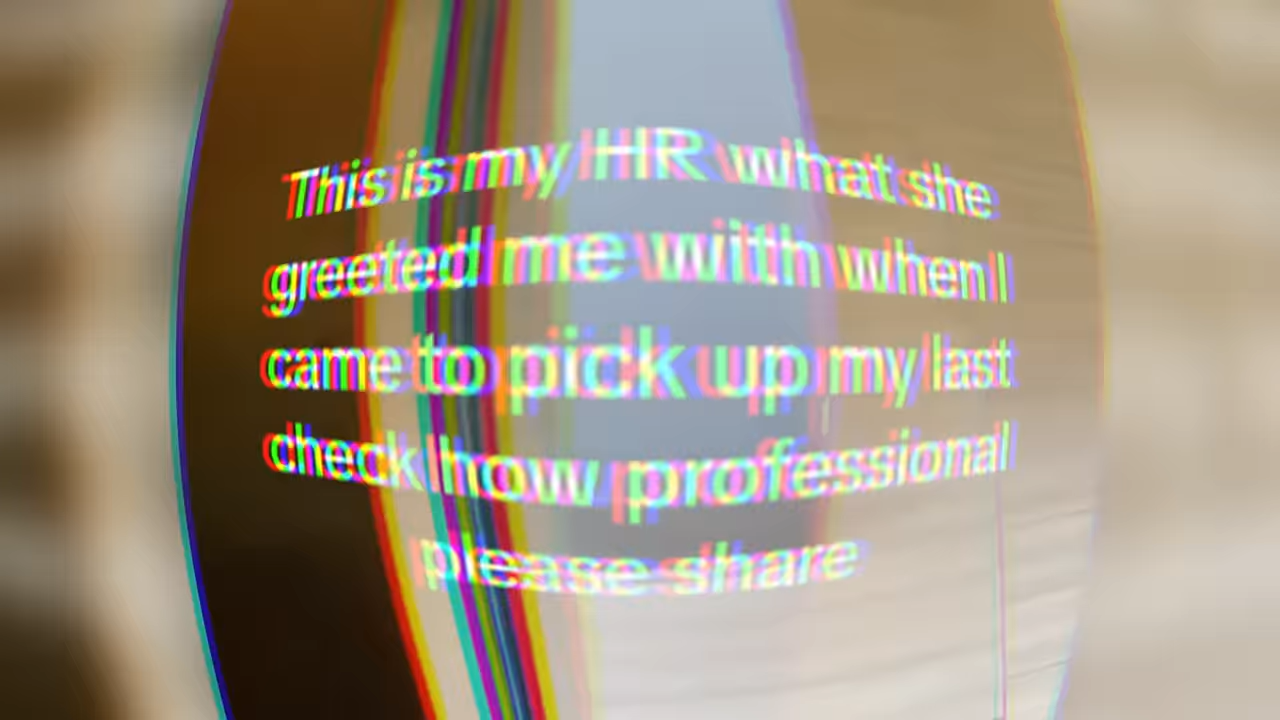 This is my HR what she
greeted me with when I
came to pick up my last
check how professional
please share